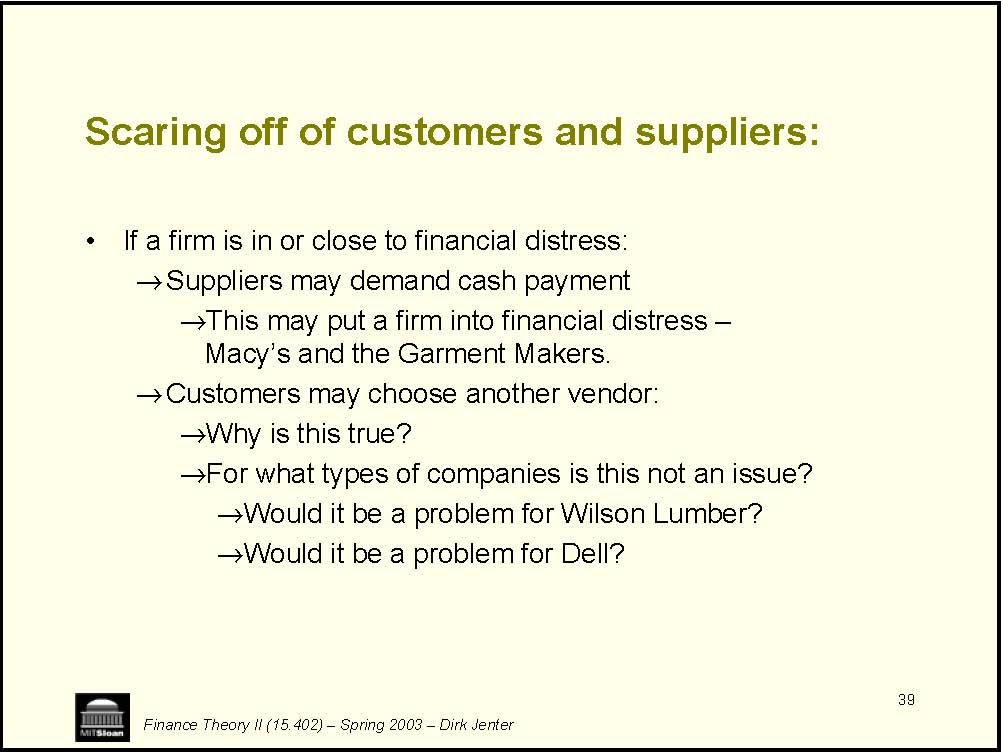 Scaring off of customers and suppliers:
• If a firm is in or close to financial distress:
→Suppliers may demand cash payment
→This may put a firm into financial distress –
Macy’s and the Garment Makers.
→Customers may choose another vendor:
→Why is this true?
→For what types of companies is this not an issue?
→Would it be a problem for Wilson Lumber?
→Would it be a problem for Dell?
39
MITSloan
Finance Theory II (15.402) – Spring 2003 – Dirk Jenter